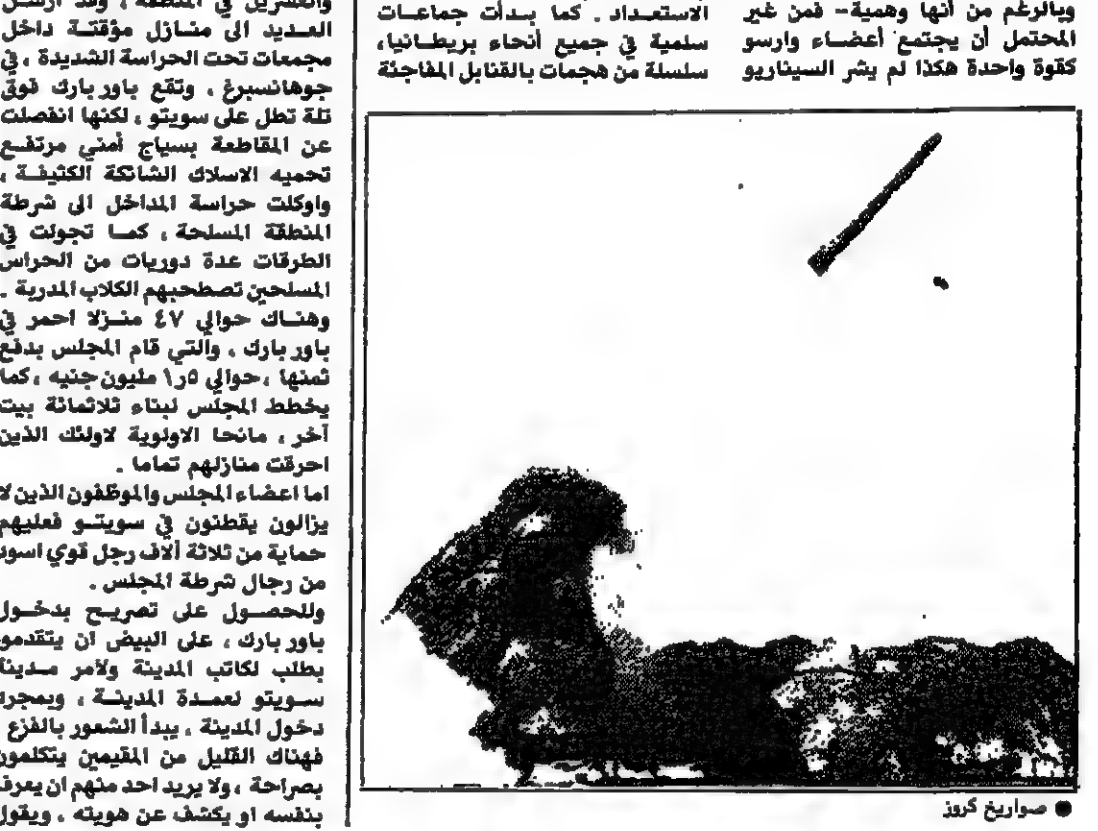 وبالرغم من أنها وهمية- فمن غير
المحتمل أن يجتمع أعضاء وارسو
كقوة واحدة هكذا لم يشر السيناريو
الاستعداد . كما بدأت جماعات
سلمية في جميع أنحاء بريطانيا،
سلسلة من هجمات بالقنابل المفاجئة
● صواريخ كروز
والعشرين في المنطقة ، وقد ارسل
العديد الى منازل مؤقتة داخل
مجمعات تحت الحراسة الشديدة ، في
جوهانسبرغ ، وتقع باور بارك فوق
تلة تطل على سويتو ، لكنها انفصلت
عن المقاطعة بسياج أمني مرتفع
تحميه الاسلاك الشائكة الكثيفة ،
واوكلت حراسة المداخل الى شرطة
المنطقة المسلحة ، كما تجولت في
الطرقات عدة دوريات من الحراس
المسلحين تصطحبهم الكلاب المدربة .
وهناك حوالي ٤٧ منزلا احمر في
باور بارك ، والتي قام المجلس بدفع
ثمنها ، حوالي ١٫٥ مليون جنيه ، كما
يخطط المجلس لبناء ثلاثمائة بيت
آخر ، مانحا الاولوية لاولئك الذين
احرقت منازلهم تماما .
اما اعضاء المجلس والموظفون الذين لا
يزالون يقطنون في سويتو فعليهم
حماية من ثلاثة ألاف رجل قوي اسود
من رجال شرطة المجلس .
وللحصول على تصريح بدخول
باور بارك ، على البيض ان يتقدمو
بطلب لكاتب المدينة ولأمر مدينة
سويتو لعمدة المدينة ، وبمجرد
دخول المدينة ، يبدأ الشعور بالفزع
فهناك القليل من المقيمين يتكلمون
بصراحة ، ولا يريد احد منهم ان يعرف
بنفسه او يكشف عن هويته ، ويقول